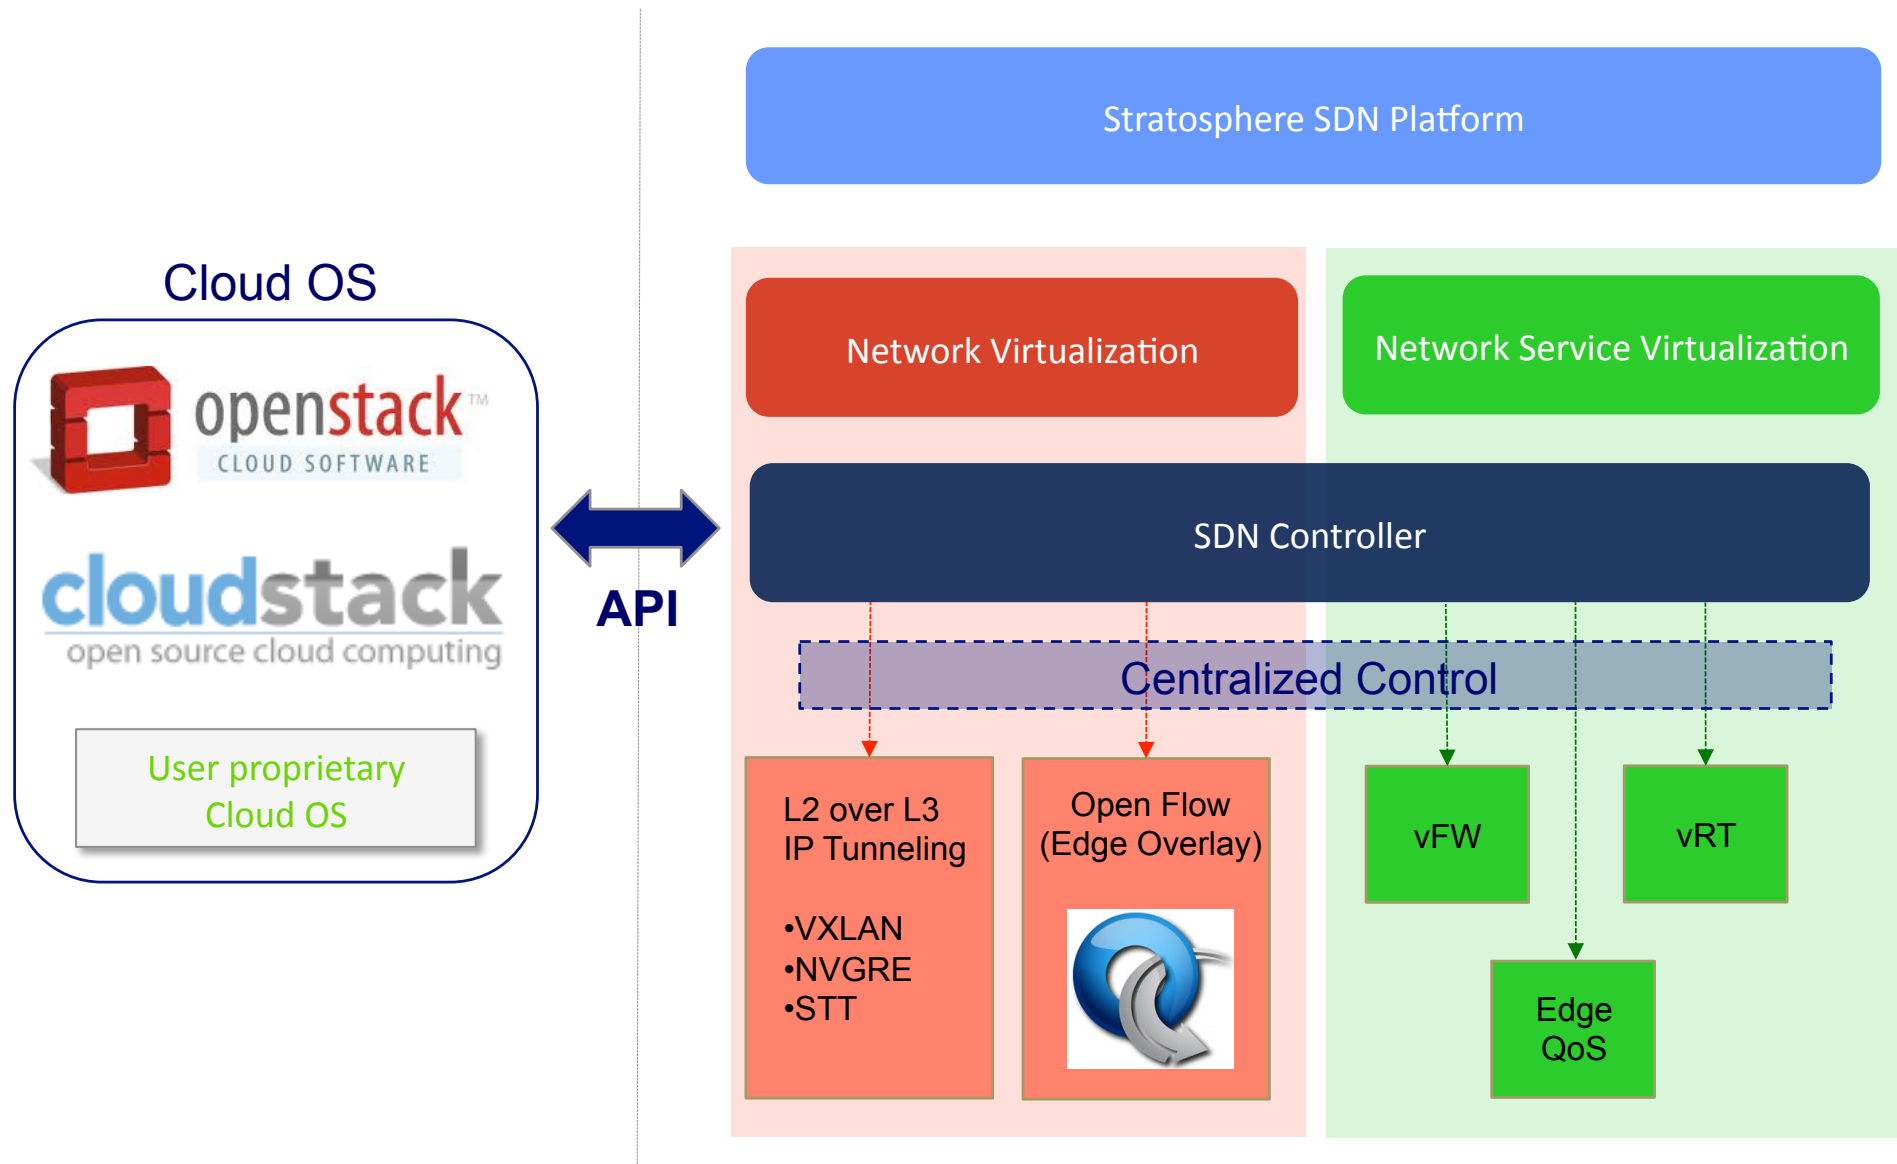 Stratosphere SDN Platform
Cloud OS
openstack™
CLOUD SOFTWARE
cloudstack
open source cloud computing
User proprietary
Cloud OS
API
Network Virtualization
Network Service Virtualization
SDN Controller
Centralized Control
L2 over L3
IP Tunneling
•VXLAN
•NVGRE
•STT
Open Flow
(Edge Overlay)
vFW
vRT
Edge
QoS